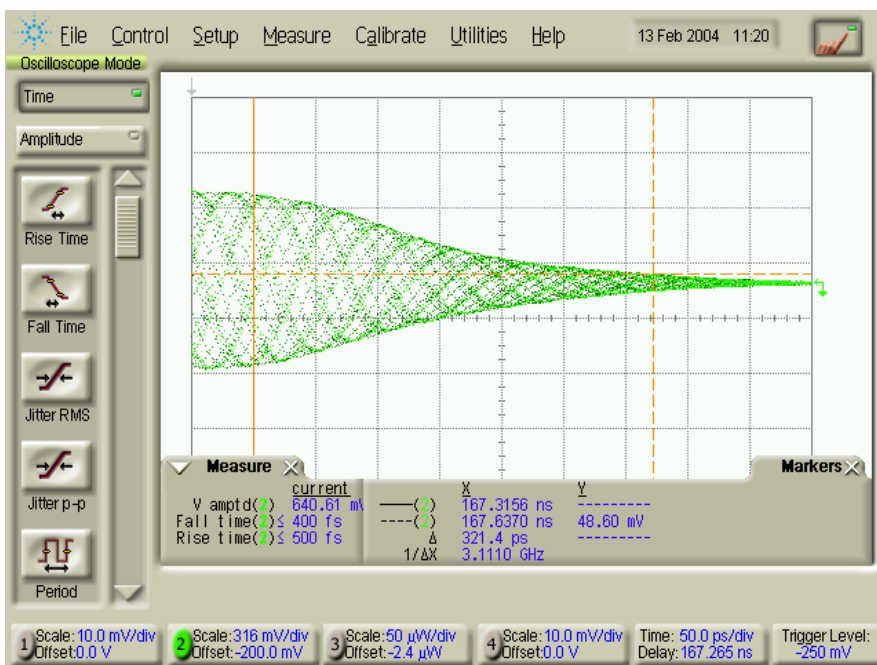 File Control Setup Measure Calibrate Utilities Help 13 Feb 2004 11:20
Oscilloscope Mode
Time
Amplitude
Rise Time
Fall Time
Jitter RMS
Jitter p-p
Period
Measure
current
V amptd(2) 640.61 mV
Fall time(2)≤ 400 fs
Rise time(2)≤ 500 fs
Markers
X Y
——(2) 167.3156 ns ---------
----(2) 167.6370 ns 48.60 mV
Δ 321.4 ps ---------
1/ΔX 3.1110 GHz
1 Scale:10.0 mV/div
Offset:0.0 V
2 Scale:316 mV/div
Offset:-200.0 mV
3 Scale:50 µW/div
Offset:-2.4 µW
4 Scale:10.0 mV/div
Offset:0.0 V
Time: 50.0 ps/div
Delay:167.265 ns
Trigger Level:
-250 mV